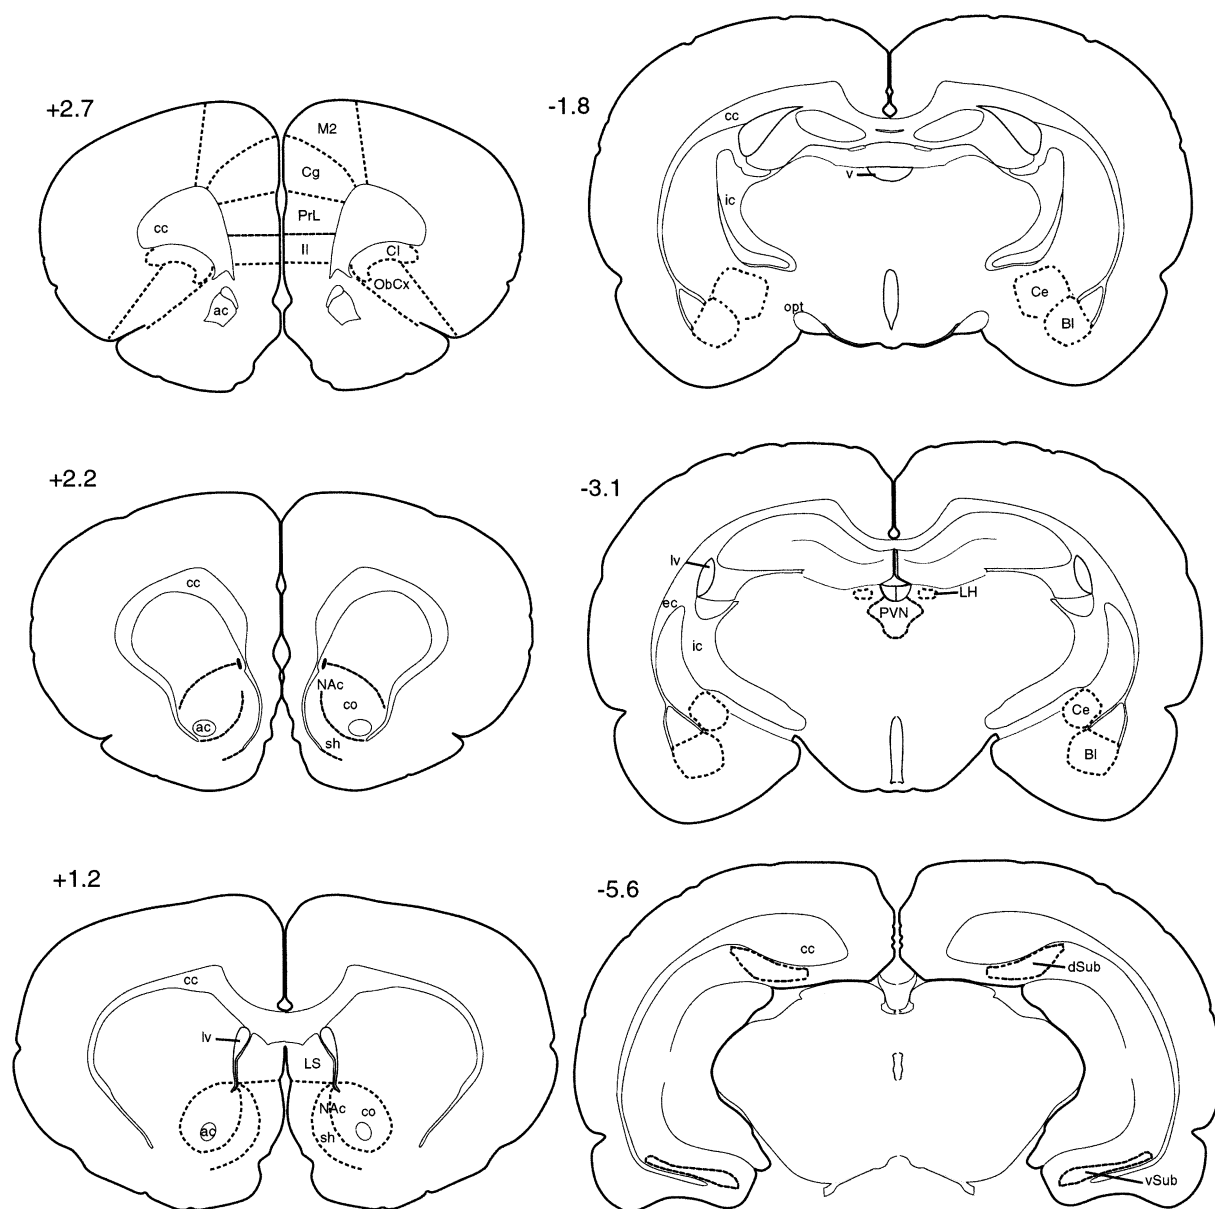 +2.7
M2
Cg
PrL
cc
Il
Cl
ObCx
ac
+2.2
cc
NAc
co
ac
sh
+1.2
cc
lv
LS
NAc
co
ac
sh
-1.8
cc
v
ic
Ce
opt
Bl
-3.1
lv
LH
ec
PVN
ic
Ce
Bl
-5.6
cc
dSub
vSub